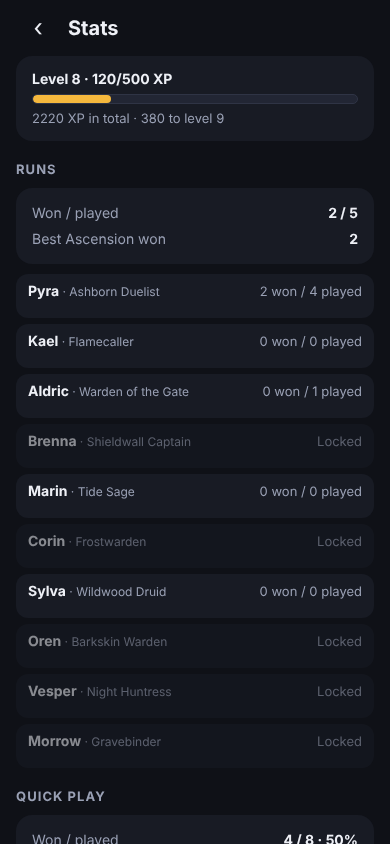 ‹ Stats
Level 8 · 120/500 XP
2220 XP in total · 380 to level 9
RUNS
Won / played 2 / 5
Best Ascension won 2
Pyra · Ashborn Duelist 2 won / 4 played
Kael · Flamecaller 0 won / 0 played
Aldric · Warden of the Gate 0 won / 1 played
Brenna · Shieldwall Captain Locked
Marin · Tide Sage 0 won / 0 played
Corin · Frostwarden Locked
Sylva · Wildwood Druid 0 won / 0 played
Oren · Barkskin Warden Locked
Vesper · Night Huntress Locked
Morrow · Gravebinder Locked
QUICK PLAY
Won / played 4 / 8 · 50%